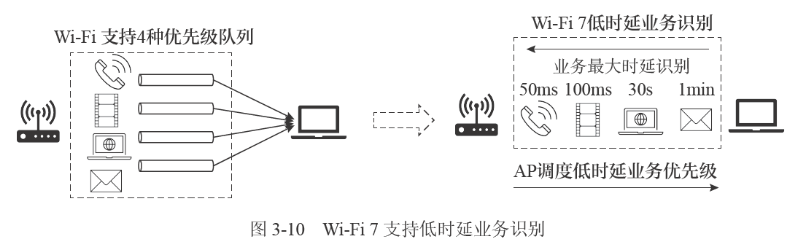 Wi-Fi 支持4种优先级队列
Wi-Fi 7低时延业务识别
业务最大时延识别
50ms 100ms 30s 1min
AP调度低时延业务优先级
图 3-10 Wi-Fi 7 支持低时延业务识别